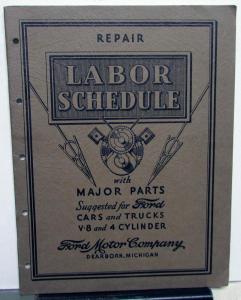 REPAIR
LABOR
SCHEDULE
with
MAJOR PARTS
Suggested for Ford
CARS and TRUCKS
V·8 and 4 CYLINDER
Ford Motor Company
DEARBORN, MICHIGAN